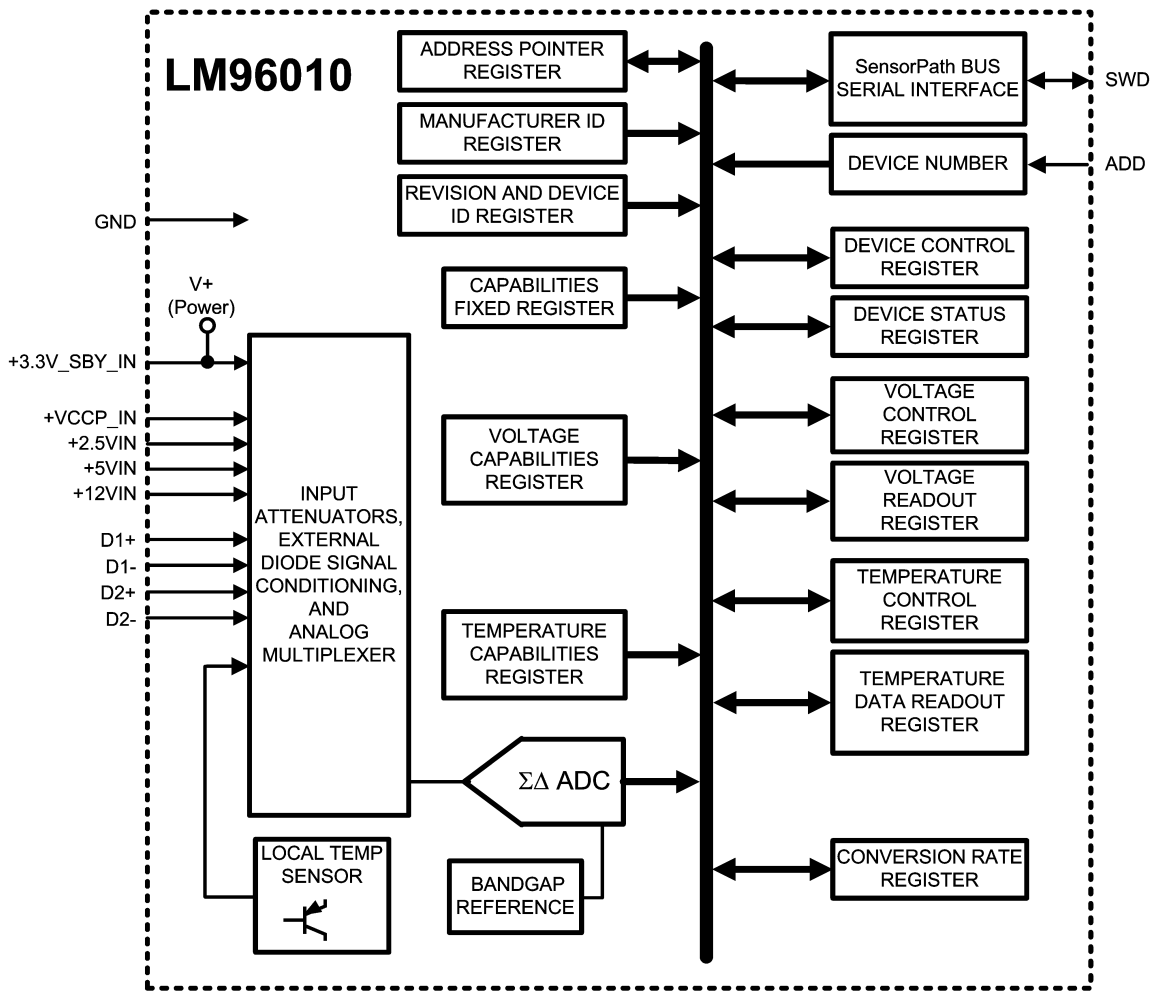 LM96010
ADDRESS POINTER
REGISTER
MANUFACTURER ID
REGISTER
REVISION AND DEVICE
ID REGISTER
CAPABILITIES
FIXED REGISTER
VOLTAGE
CAPABILITIES
REGISTER
TEMPERATURE
CAPABILITIES
REGISTER
SensorPath BUS
SERIAL INTERFACE
SWD
DEVICE NUMBER
ADD
DEVICE CONTROL
REGISTER
DEVICE STATUS
REGISTER
VOLTAGE
CONTROL
REGISTER
VOLTAGE
READOUT
REGISTER
TEMPERATURE
CONTROL
REGISTER
TEMPERATURE
DATA READOUT
REGISTER
CONVERSION RATE
REGISTER
GND
V+
(Power)
+3.3V_SBY_IN
+VCCP_IN
+2.5VIN
+5VIN
+12VIN
D1+
D1-
D2+
D2-
INPUT
ATTENUATORS,
EXTERNAL
DIODE SIGNAL
CONDITIONING,
AND
ANALOG
MULTIPLEXER
ΣΔ ADC
LOCAL TEMP
SENSOR
BANDGAP
REFERENCE